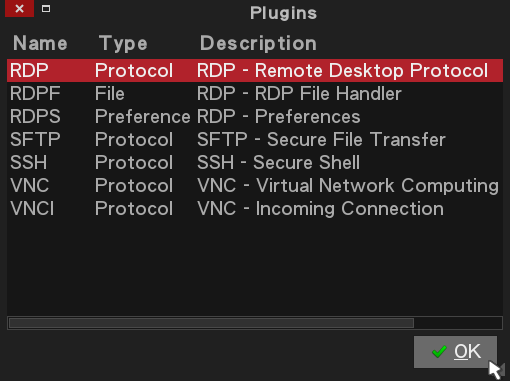 Plugins
Name Type Description
RDP Protocol RDP - Remote Desktop Protocol
RDPF File RDP - RDP File Handler
RDPS Preference RDP - Preferences
SFTP Protocol SFTP - Secure File Transfer
SSH Protocol SSH - Secure Shell
VNC Protocol VNC - Virtual Network Computing
VNCI Protocol VNC - Incoming Connection
OK